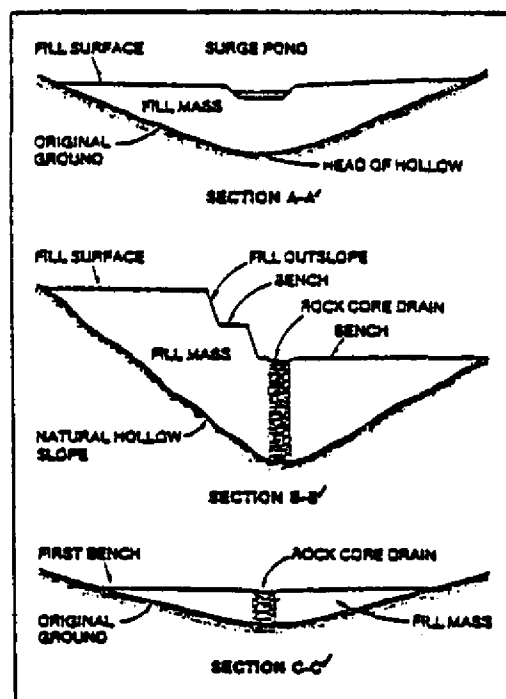 FILL SURFACE
SURGE POND
FILL MASS
ORIGINAL
GROUND
HEAD OF HOLLOW
SECTION A-A'
FILL SURFACE
FILL OUTSLOPE
BENCH
ROCK CORE DRAIN
BENCH
FILL MASS
NATURAL HOLLOW
SLOPE
SECTION B-B'
FIRST BENCH
ROCK CORE DRAIN
ORIGINAL
GROUND
FILL MASS
SECTION C-C'